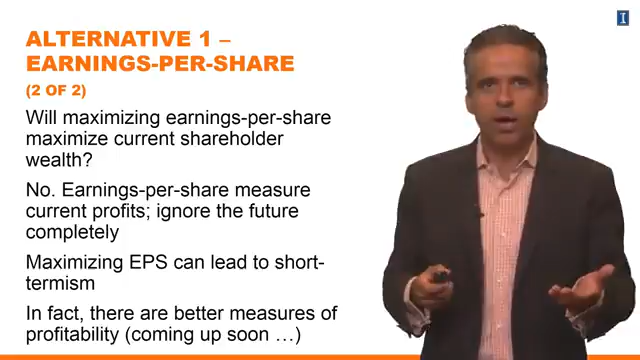 ALTERNATIVE 1 –
EARNINGS-PER-SHARE
(2 OF 2)
Will maximizing earnings-per-share
maximize current shareholder
wealth?
No. Earnings-per-share measure
current profits; ignore the future
completely
Maximizing EPS can lead to short-
termism
In fact, there are better measures of
profitability (coming up soon …)
I